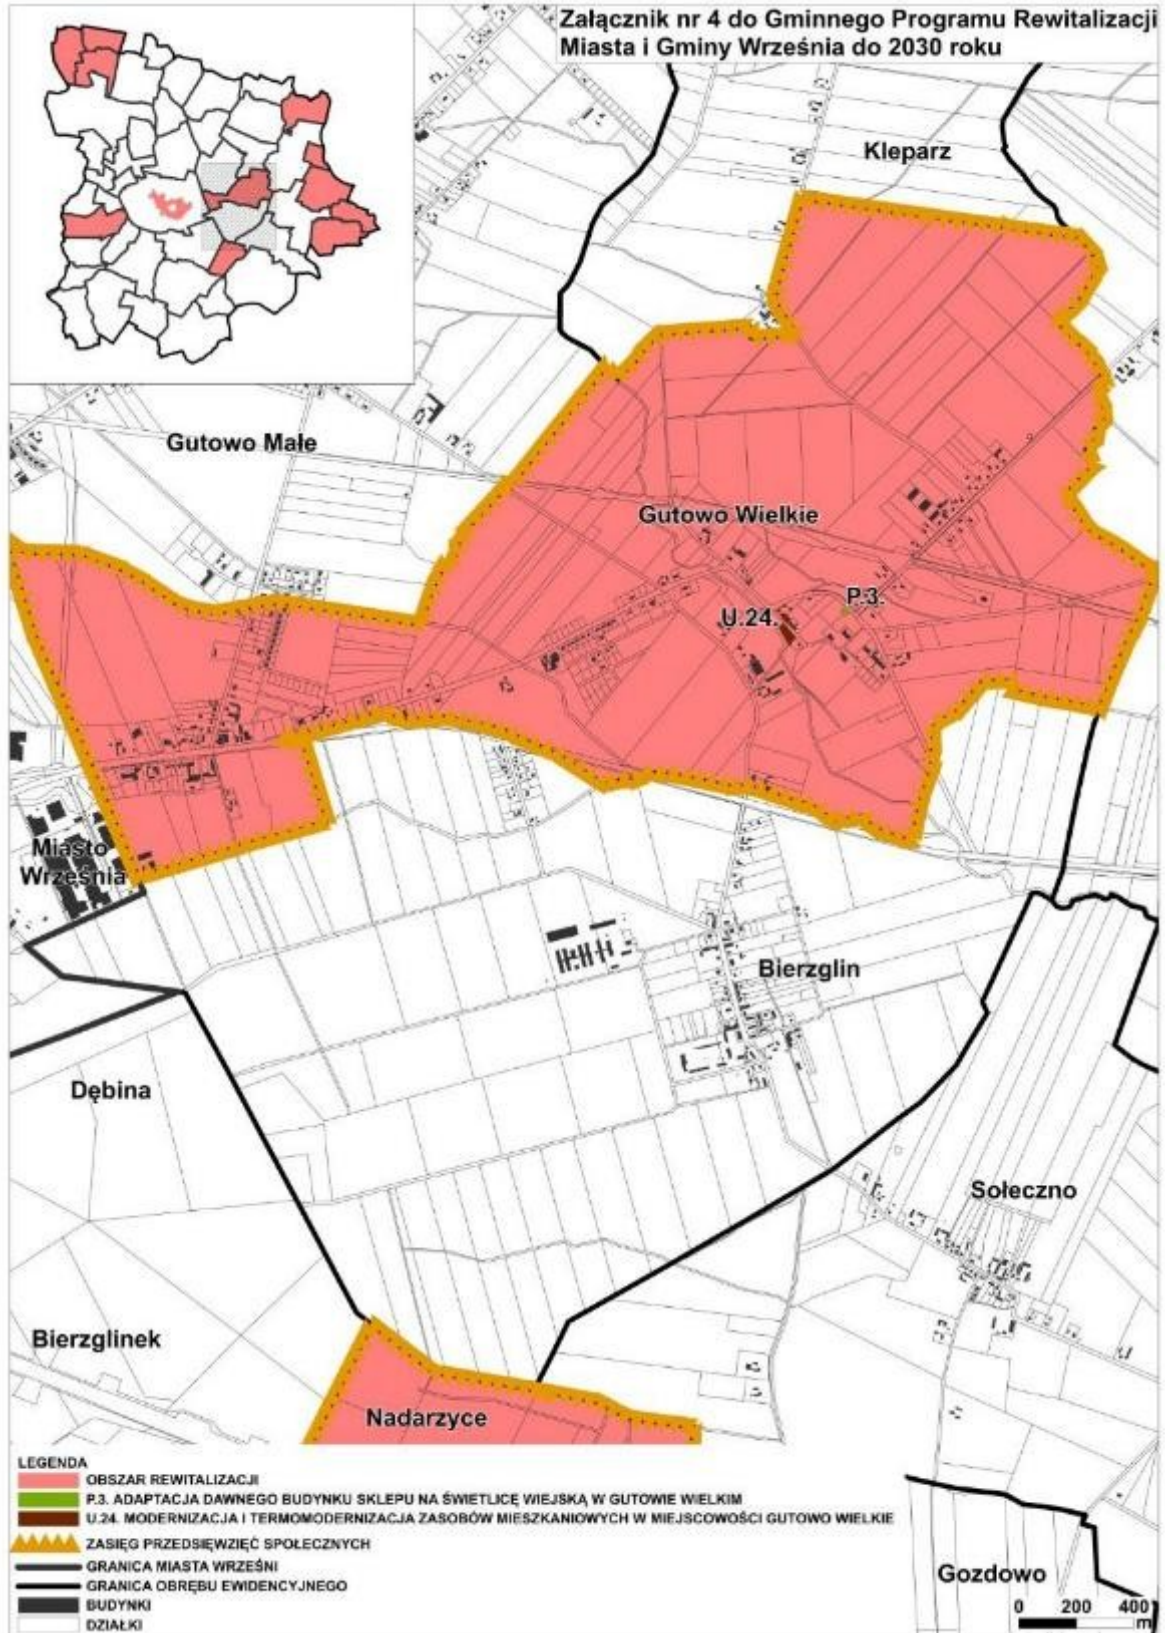 Załącznik nr 4 do Gminnego Programu Rewitalizacji
Miasta i Gminy Września do 2030 roku
Kleparz
Gutowo Małe
Gutowo Wielkie
P.3.
U.24.
Miasto
Września
Bierzglin
Dębina
Sołeczno
Bierzglinek
Nadarzyce
Gozdowo
LEGENDA
OBSZAR REWITALIZACJI
P.3. ADAPTACJA DAWNEGO BUDYNKU SKLEPU NA ŚWIETLICĘ WIEJSKĄ W GUTOWIE WIELKIM
U.24. MODERNIZACJA I TERMOMODERNIZACJA ZASOBÓW MIESZKANIOWYCH W MIEJSCOWOŚCI GUTOWO WIELKIE
ZASIĘG PRZEDSIĘWZIĘĆ SPOŁECZNYCH
GRANICA MIASTA WRZEŚNI
GRANICA OBRĘBU EWIDENCYJNEGO
BUDYNKI
DZIAŁKI
0 200 400
m